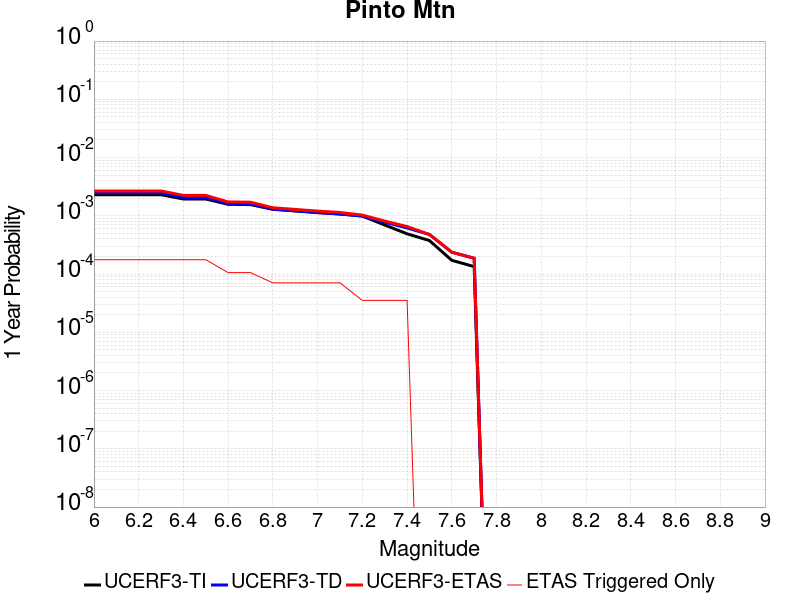 Pinto Mtn
10^0
10^-1
10^-2
10^-3
10^-4
10^-5
10^-6
10^-7
10^-8
1 Year Probability
6 6.2 6.4 6.6 6.8 7 7.2 7.4 7.6 7.8 8 8.2 8.4 8.6 8.8 9
Magnitude
UCERF3-TI UCERF3-TD UCERF3-ETAS ETAS Triggered Only